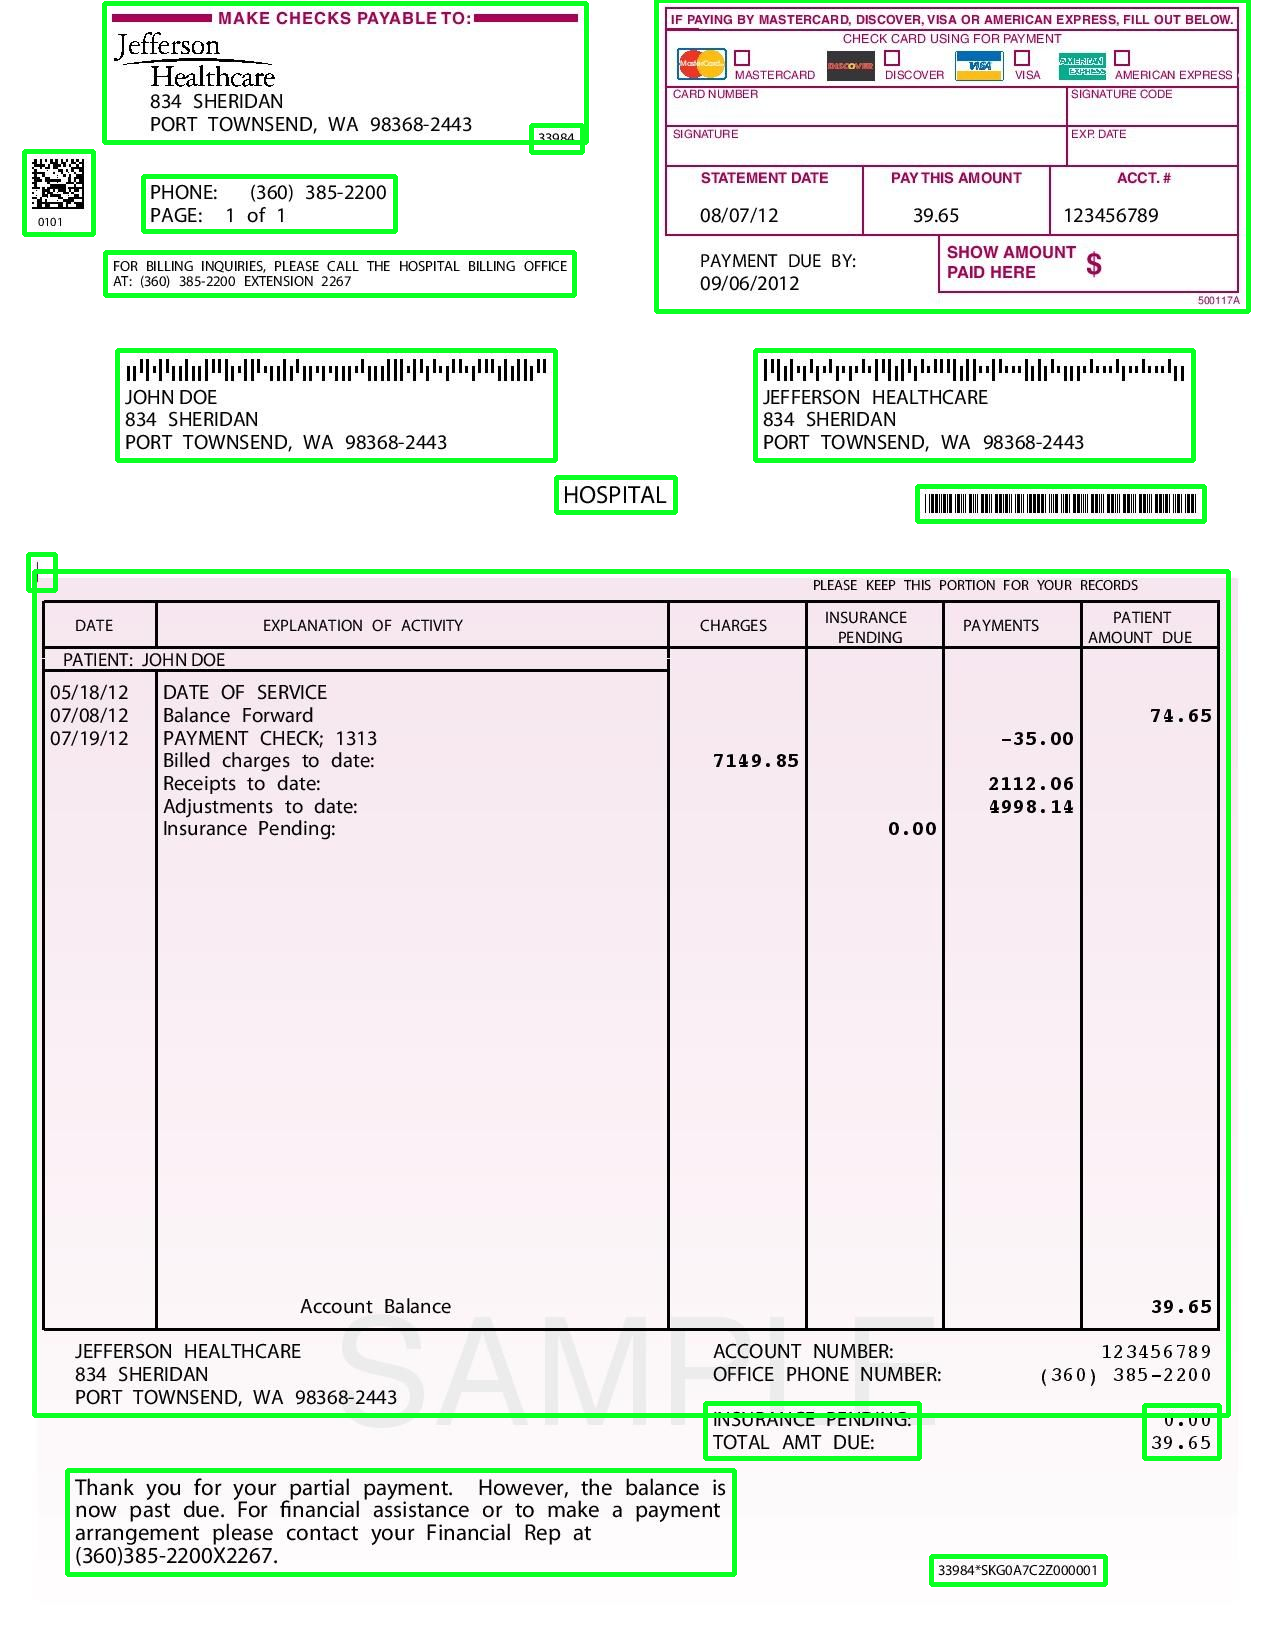 MAKE CHECKS PAYABLE TO:
Jefferson
Healthcare
834 SHERIDAN
PORT TOWNSEND, WA 98368-2443
33984
0101
PHONE: (360) 385-2200
PAGE: 1 of 1
FOR BILLING INQUIRIES, PLEASE CALL THE HOSPITAL BILLING OFFICE
AT: (360) 385-2200 EXTENSION 2267
IF PAYING BY MASTERCARD, DISCOVER, VISA OR AMERICAN EXPRESS, FILL OUT BELOW.
CHECK CARD USING FOR PAYMENT
MasterCard DISCOVER VISA AMERICAN EXPRESS
MASTERCARD DISCOVER VISA AMERICAN EXPRESS
CARD NUMBER SIGNATURE CODE
SIGNATURE EXP. DATE
STATEMENT DATE PAY THIS AMOUNT ACCT. #
08/07/12 39.65 123456789
PAYMENT DUE BY:
09/06/2012
SHOW AMOUNT
PAID HERE $
500117A
JOHN DOE
834 SHERIDAN
PORT TOWNSEND, WA 98368-2443
JEFFERSON HEALTHCARE
834 SHERIDAN
PORT TOWNSEND, WA 98368-2443
HOSPITAL
PLEASE KEEP THIS PORTION FOR YOUR RECORDS
DATE EXPLANATION OF ACTIVITY CHARGES INSURANCE PENDING PAYMENTS PATIENT AMOUNT DUE
PATIENT: JOHN DOE
05/18/12 DATE OF SERVICE
07/08/12 Balance Forward 74.65
07/19/12 PAYMENT CHECK; 1313 -35.00
Billed charges to date: 7149.85
Receipts to date: 2112.06
Adjustments to date: 4998.14
Insurance Pending: 0.00
Account Balance 39.65
SAMPLE
JEFFERSON HEALTHCARE
834 SHERIDAN
PORT TOWNSEND, WA 98368-2443
ACCOUNT NUMBER: 123456789
OFFICE PHONE NUMBER: (360) 385-2200
INSURANCE PENDING: 0.00
TOTAL AMT DUE: 39.65
Thank you for your partial payment. However, the balance is
now past due. For financial assistance or to make a payment
arrangement please contact your Financial Rep at
(360)385-2200X2267.
33984*SKG0A7C2Z000001